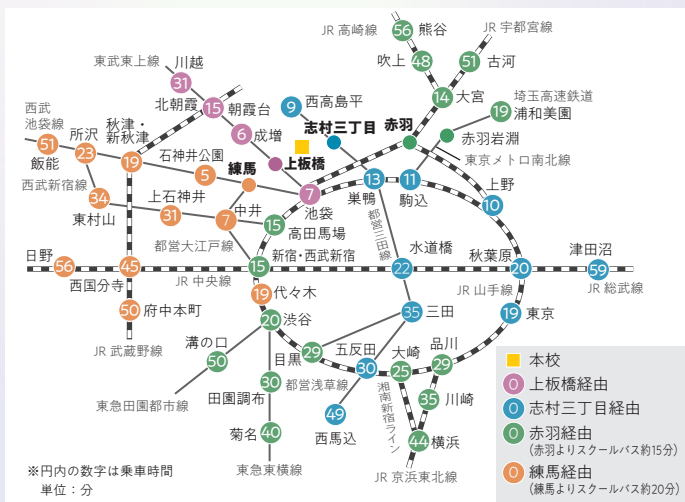 JR 高崎線
56
熊谷
JR 宇都宮線
吹上
48
51
古河
東武東上線
川越
31
14
大宮
埼玉高速鉄道
19
浦和美園
北朝霞
15
朝霞台
9
西高島平
6
成増
志村三丁目
赤羽
赤羽岩淵
東京メトロ南北線
西武
池袋線
秋津・
新秋津
51
飯能
所沢
23
19
石神井公園
5
練馬
上板橋
7
池袋
13
巣鴨
11
駒込
上野
10
西武新宿線
34
東村山
上石神井
31
中井
7
15
高田馬場
都営三田線
都営大江戸線
新宿・西武新宿
15
水道橋
22
秋葉原
20
津田沼
59
日野
56
45
西国分寺
JR 中央線
JR 山手線
JR 総武線
19
代々木
50
府中本町
JR 武蔵野線
20
渋谷
35
三田
19
東京
溝の口
50
目黒
29
五反田
30
大崎
25
品川
29
30
田園調布
都営浅草線
湘南新宿ライン
35
川崎
東急田園都市線
49
西馬込
菊名
40
44
横浜
東急東横線
JR 京浜東北線
※円内の数字は乗車時間
単位：分
本校
0
上板橋経由
0
志村三丁目経由
0
赤羽経由
(赤羽よりスクールバス約15分)
0
練馬経由
(練馬よりスクールバス約20分)